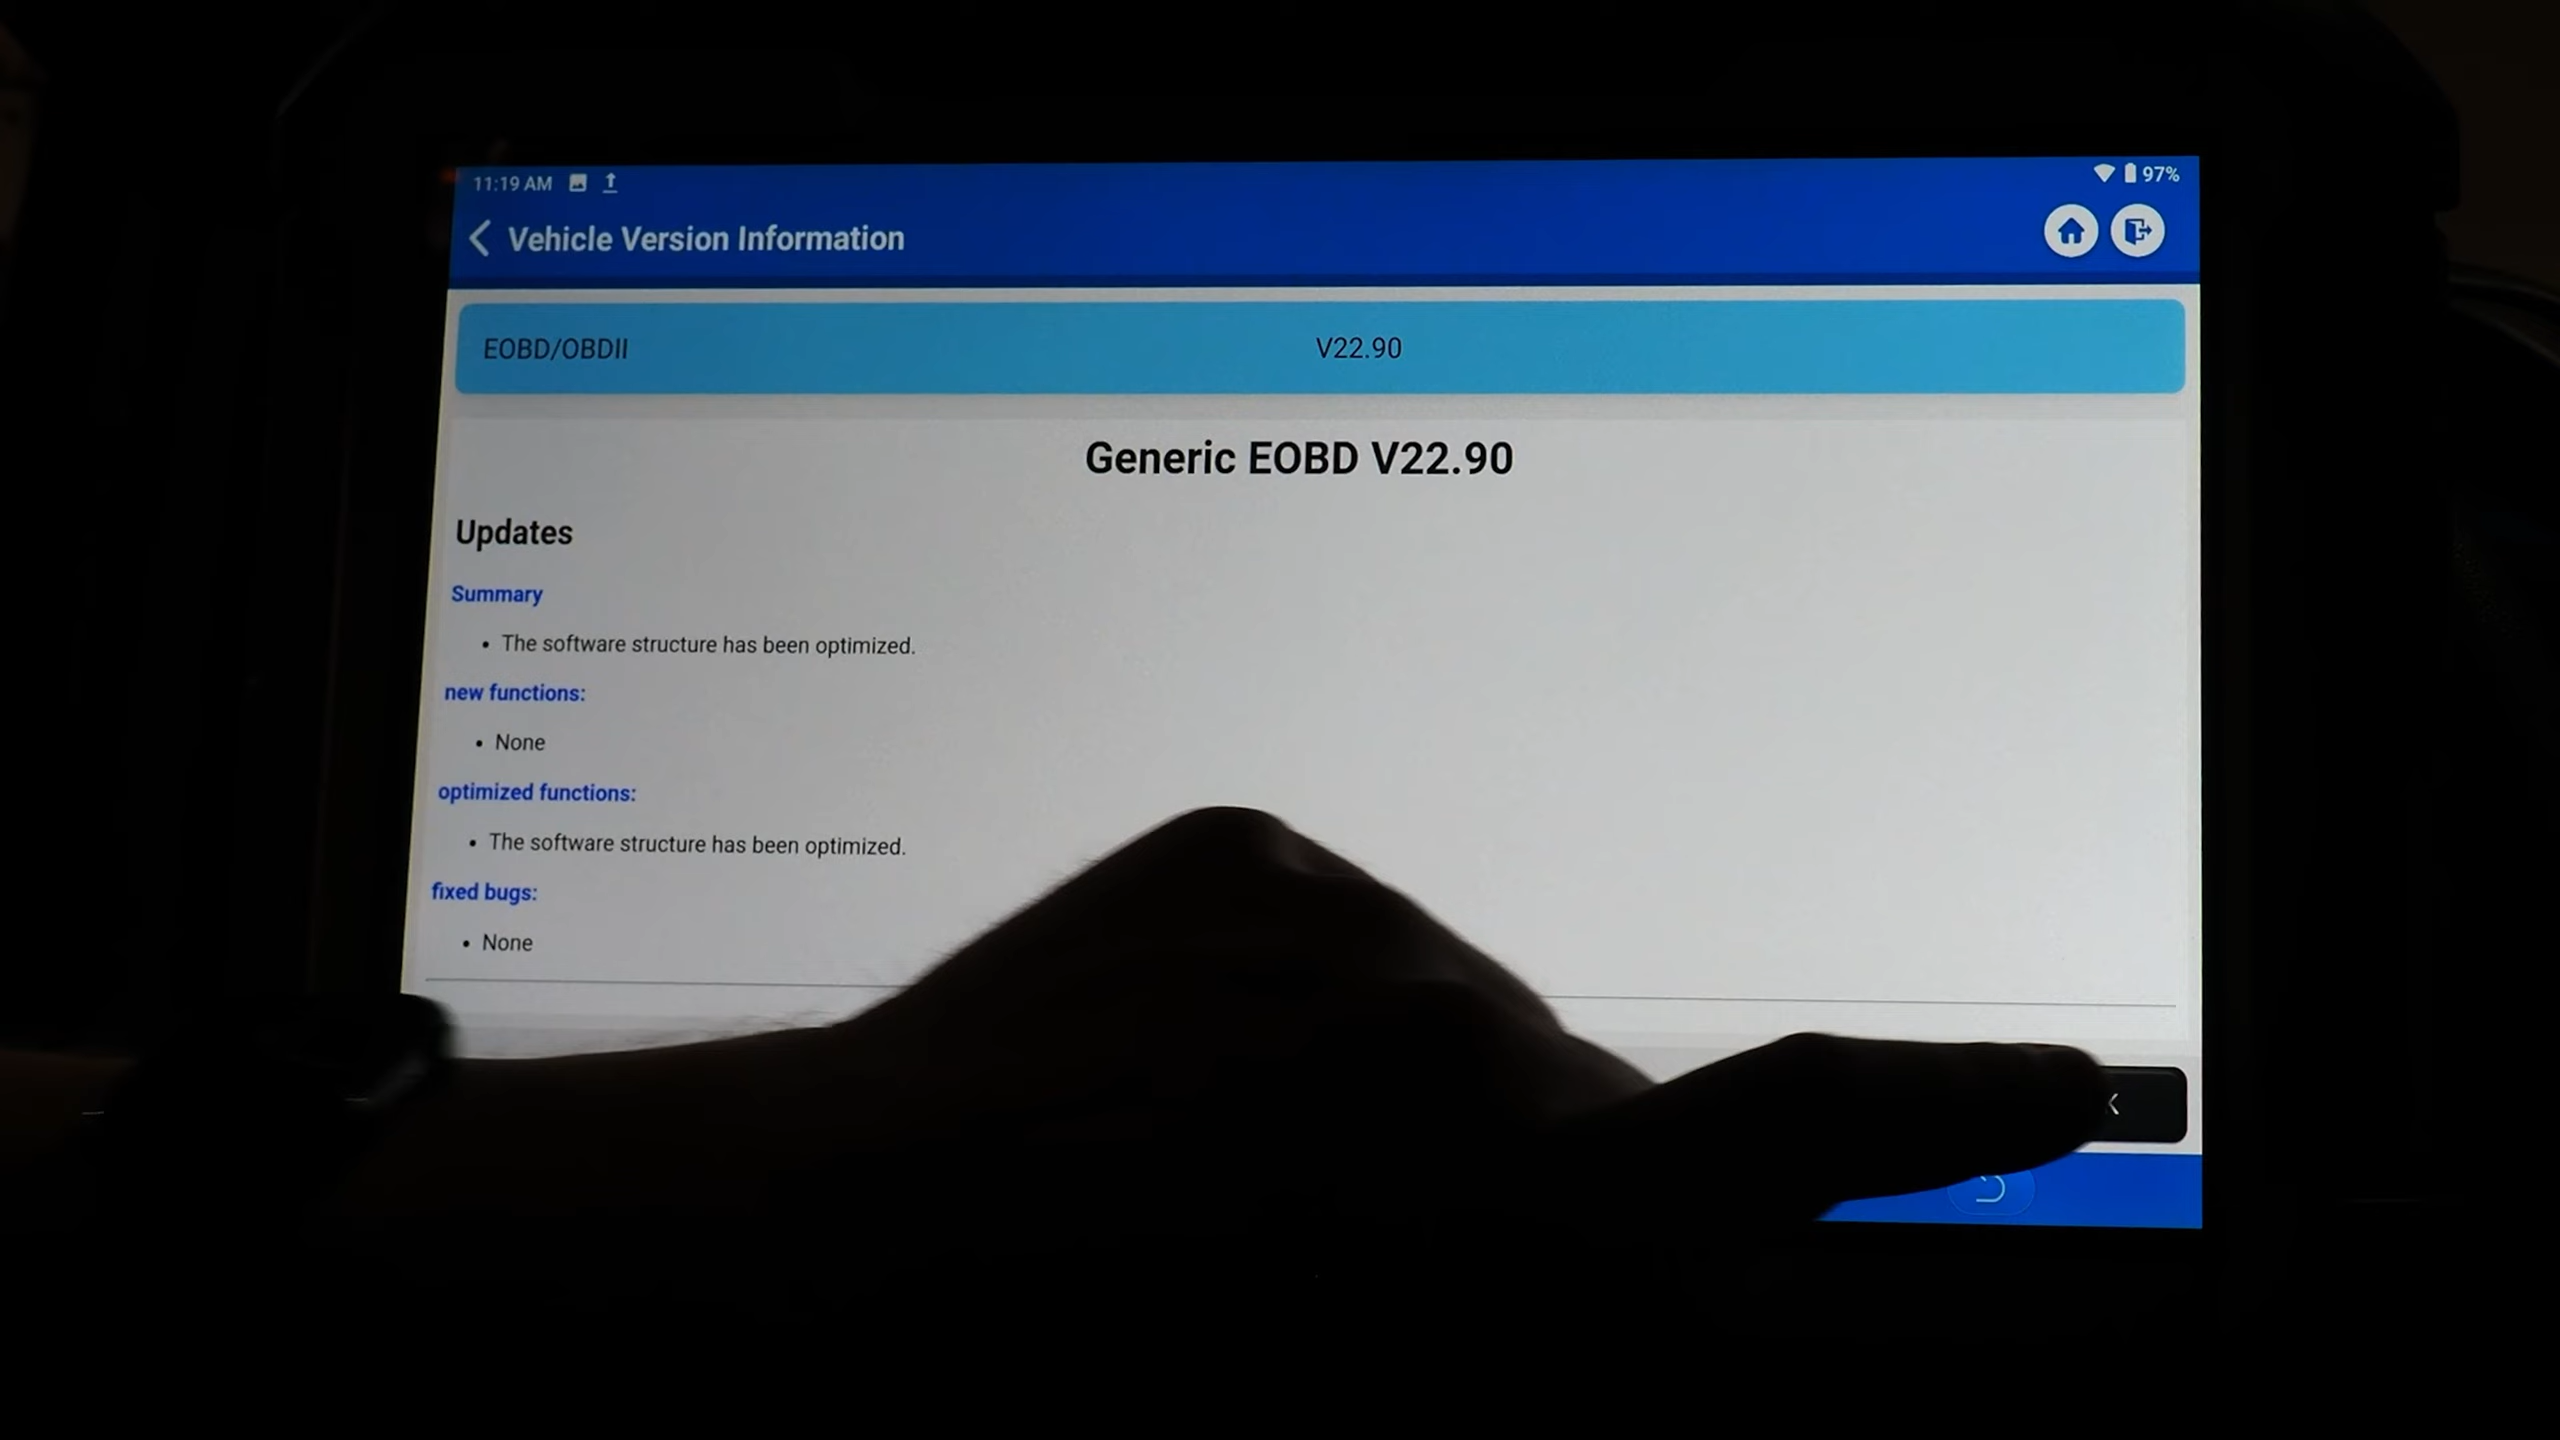 11:19 AM
97%
Vehicle Version Information
EOBD/OBDII V22.90
Generic EOBD V22.90
Updates
Summary
• The software structure has been optimized.
new functions:
• None
optimized functions:
• The software structure has been optimized.
fixed bugs:
• None